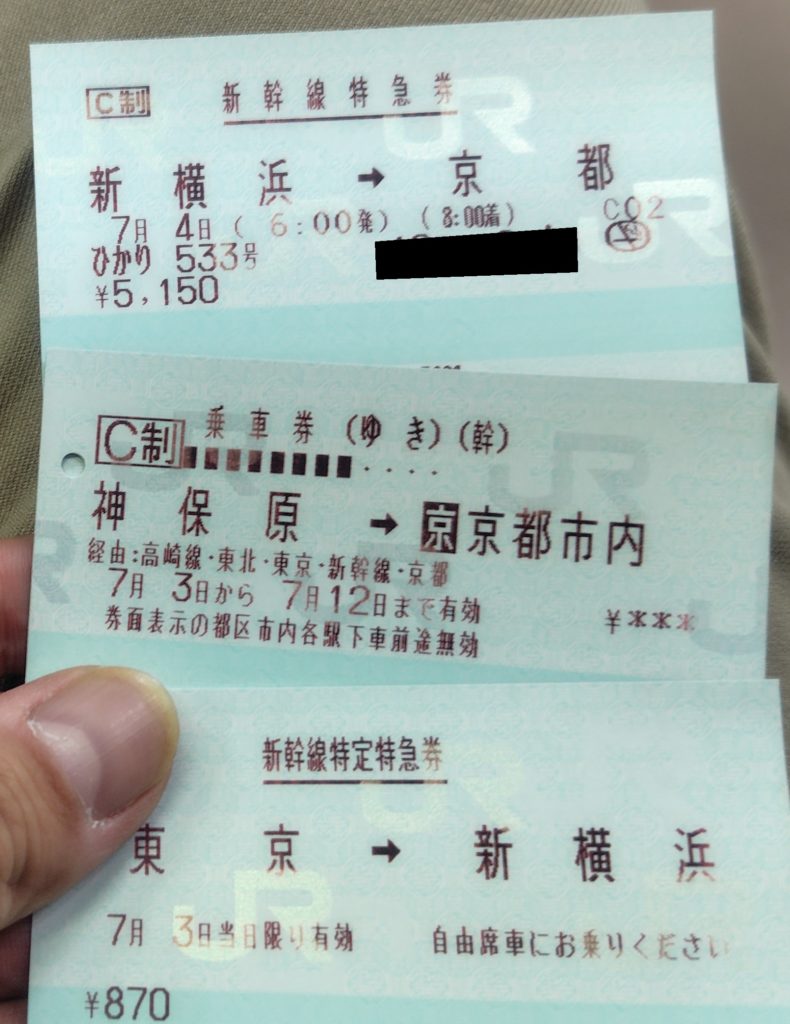 C制 新幹線特急券
新横浜 → 京都
7月 4日 ( 6:00発) ( 8:00着) C02
ひかり 533号
¥5,150
C制 乗車券 (ゆき) (幹)
神保原 → 京京都市内
経由:高崎線・東北・東京・新幹線・京都
7月 3日から 7月12日まで有効 ¥***
券面表示の都区市内各駅下車前途無効
新幹線特定特急券
東京 → 新横浜
7月 3日当日限り有効 自由席車にお乗りください
¥870